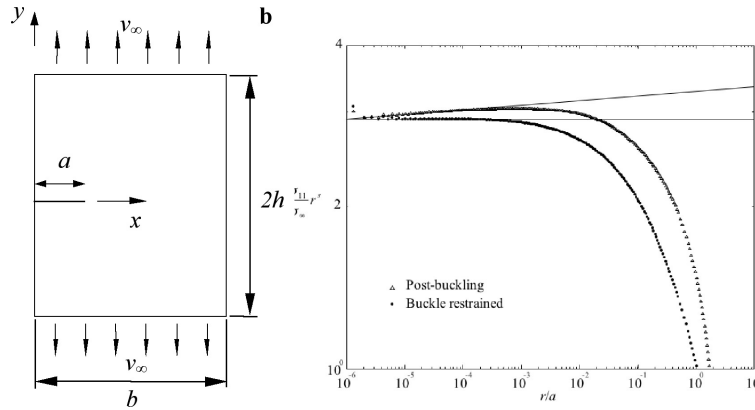 y
v∞
a
x
2h
v∞
b
b
4
2
10⁰
Post-buckling
Buckle restrained
10⁻⁶
10⁻⁵
10⁻⁴
10⁻³
10⁻²
10⁻¹
10⁰
10
r/a